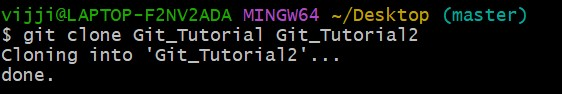 vijji@LAPTOP-F2NV2ADA MINGW64 ~/Desktop (master)
$ git clone Git_Tutorial Git_Tutorial2
Cloning into 'Git_Tutorial2'...
done.